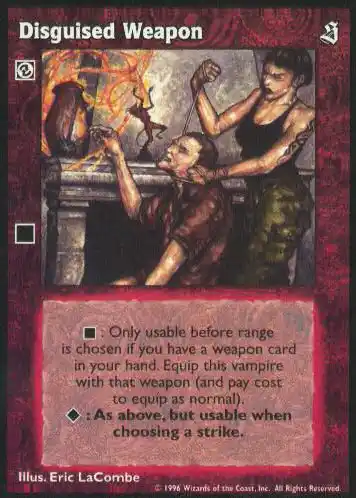 Disguised Weapon
: Only usable before range
is chosen if you have a weapon card
in your hand. Equip this vampire
with that weapon (and pay cost
to equip as normal).
: As above, but usable when
choosing a strike.
Illus. Eric LaCombe
© 1996 Wizards of the Coast, Inc. All Rights Reserved.